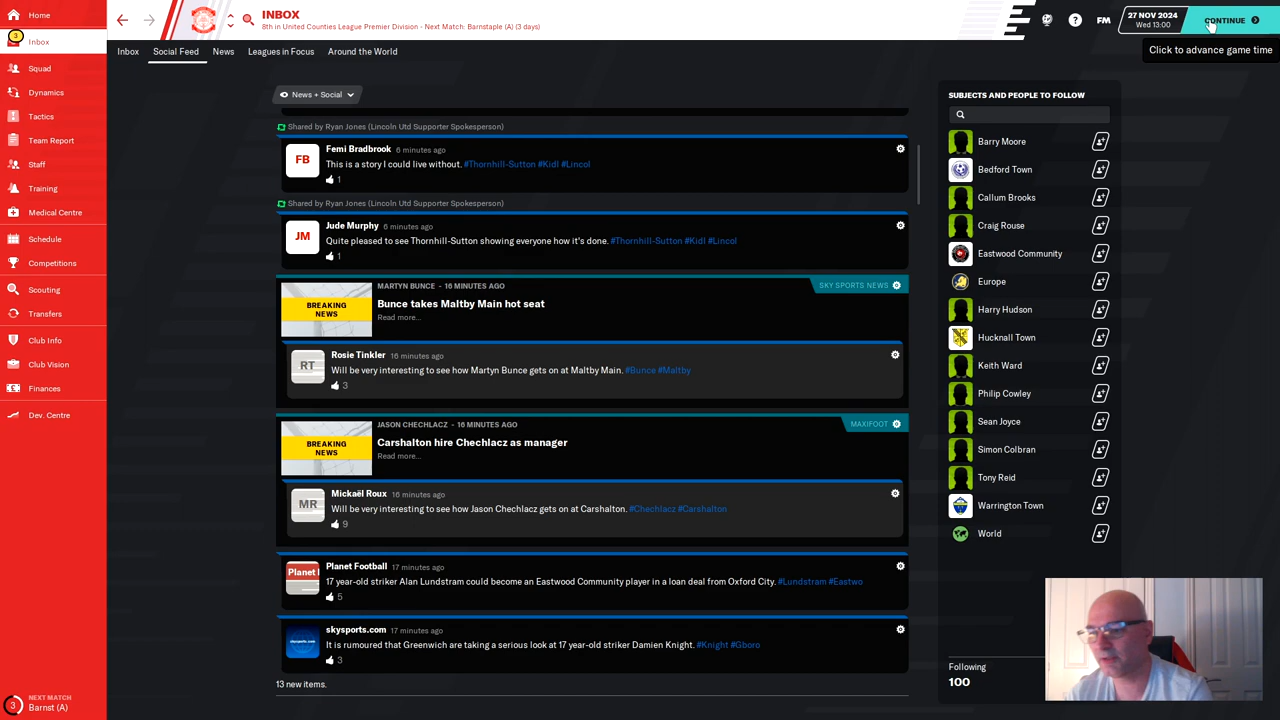 Home
3
Inbox
Squad
Dynamics
Tactics
Team Report
Staff
Training
Medical Centre
Schedule
Competitions
Scouting
Transfers
Club Info
Club Vision
Finances
Dev. Centre
3
NEXT MATCH
Barnst (A)
INBOX
8th in United Counties League Premier Division - Next Match: Barnstaple (A) (3 days)
?
FM
27 NOV 2024
Wed 13:00
CONTINUE
Click to advance game time
Inbox
Social Feed
News
Leagues in Focus
Around the World
News + Social
Shared by Ryan Jones (Lincoln Utd Supporter Spokesperson)
FB
Femi Bradbrook 6 minutes ago
This is a story I could live without. #Thornhill-Sutton #Kidl #Lincol
1
Shared by Ryan Jones (Lincoln Utd Supporter Spokesperson)
JM
Jude Murphy 6 minutes ago
Quite pleased to see Thornhill-Sutton showing everyone how it's done. #Thornhill-Sutton #Kidl #Lincol
1
MARTYN BUNCE - 16 MINUTES AGO
SKY SPORTS NEWS
BREAKING NEWS
Bunce takes Maltby Main hot seat
Read more...
RT
Rosie Tinkler 16 minutes ago
Will be very interesting to see how Martyn Bunce gets on at Maltby Main. #Bunce #Maltby
3
JASON CHECHLACZ - 16 MINUTES AGO
MAXIFOOT
BREAKING NEWS
Carshalton hire Chechlacz as manager
Read more...
MR
Mickaël Roux 16 minutes ago
Will be very interesting to see how Jason Chechlacz gets on at Carshalton. #Chechlacz #Carshalton
9
Planet
Planet Football 17 minutes ago
17 year-old striker Alan Lundstram could become an Eastwood Community player in a loan deal from Oxford City. #Lundstram #Eastwo
5
skysports.com
skysports.com 17 minutes ago
It is rumoured that Greenwich are taking a serious look at 17 year-old striker Damien Knight. #Knight #Gboro
3
13 new items.
SUBJECTS AND PEOPLE TO FOLLOW
Barry Moore
Bedford Town
Callum Brooks
Craig Rouse
Eastwood Community
Europe
Harry Hudson
Hucknall Town
Keith Ward
Philip Cowley
Sean Joyce
Simon Colbran
Tony Reid
Warrington Town
World
Following
100